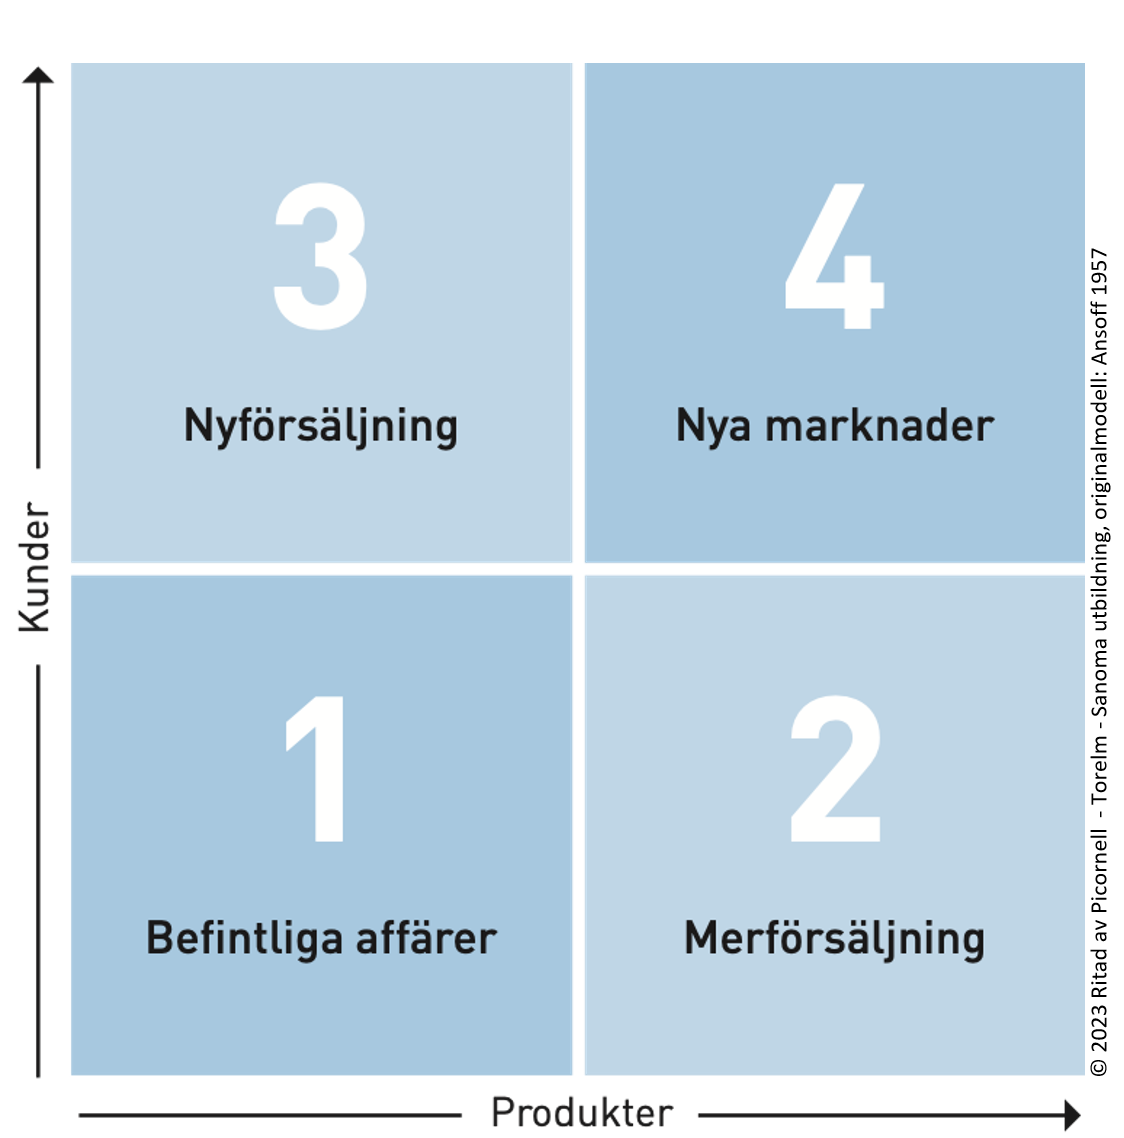 3
Nyförsäljning
4
Nya marknader
Kunder
1
Befintliga affärer
2
Merförsäljning
Produkter
© 2023 Ritad av Picornell - Torelm - Sanoma utbildning, originalmodell: Ansoff 1957